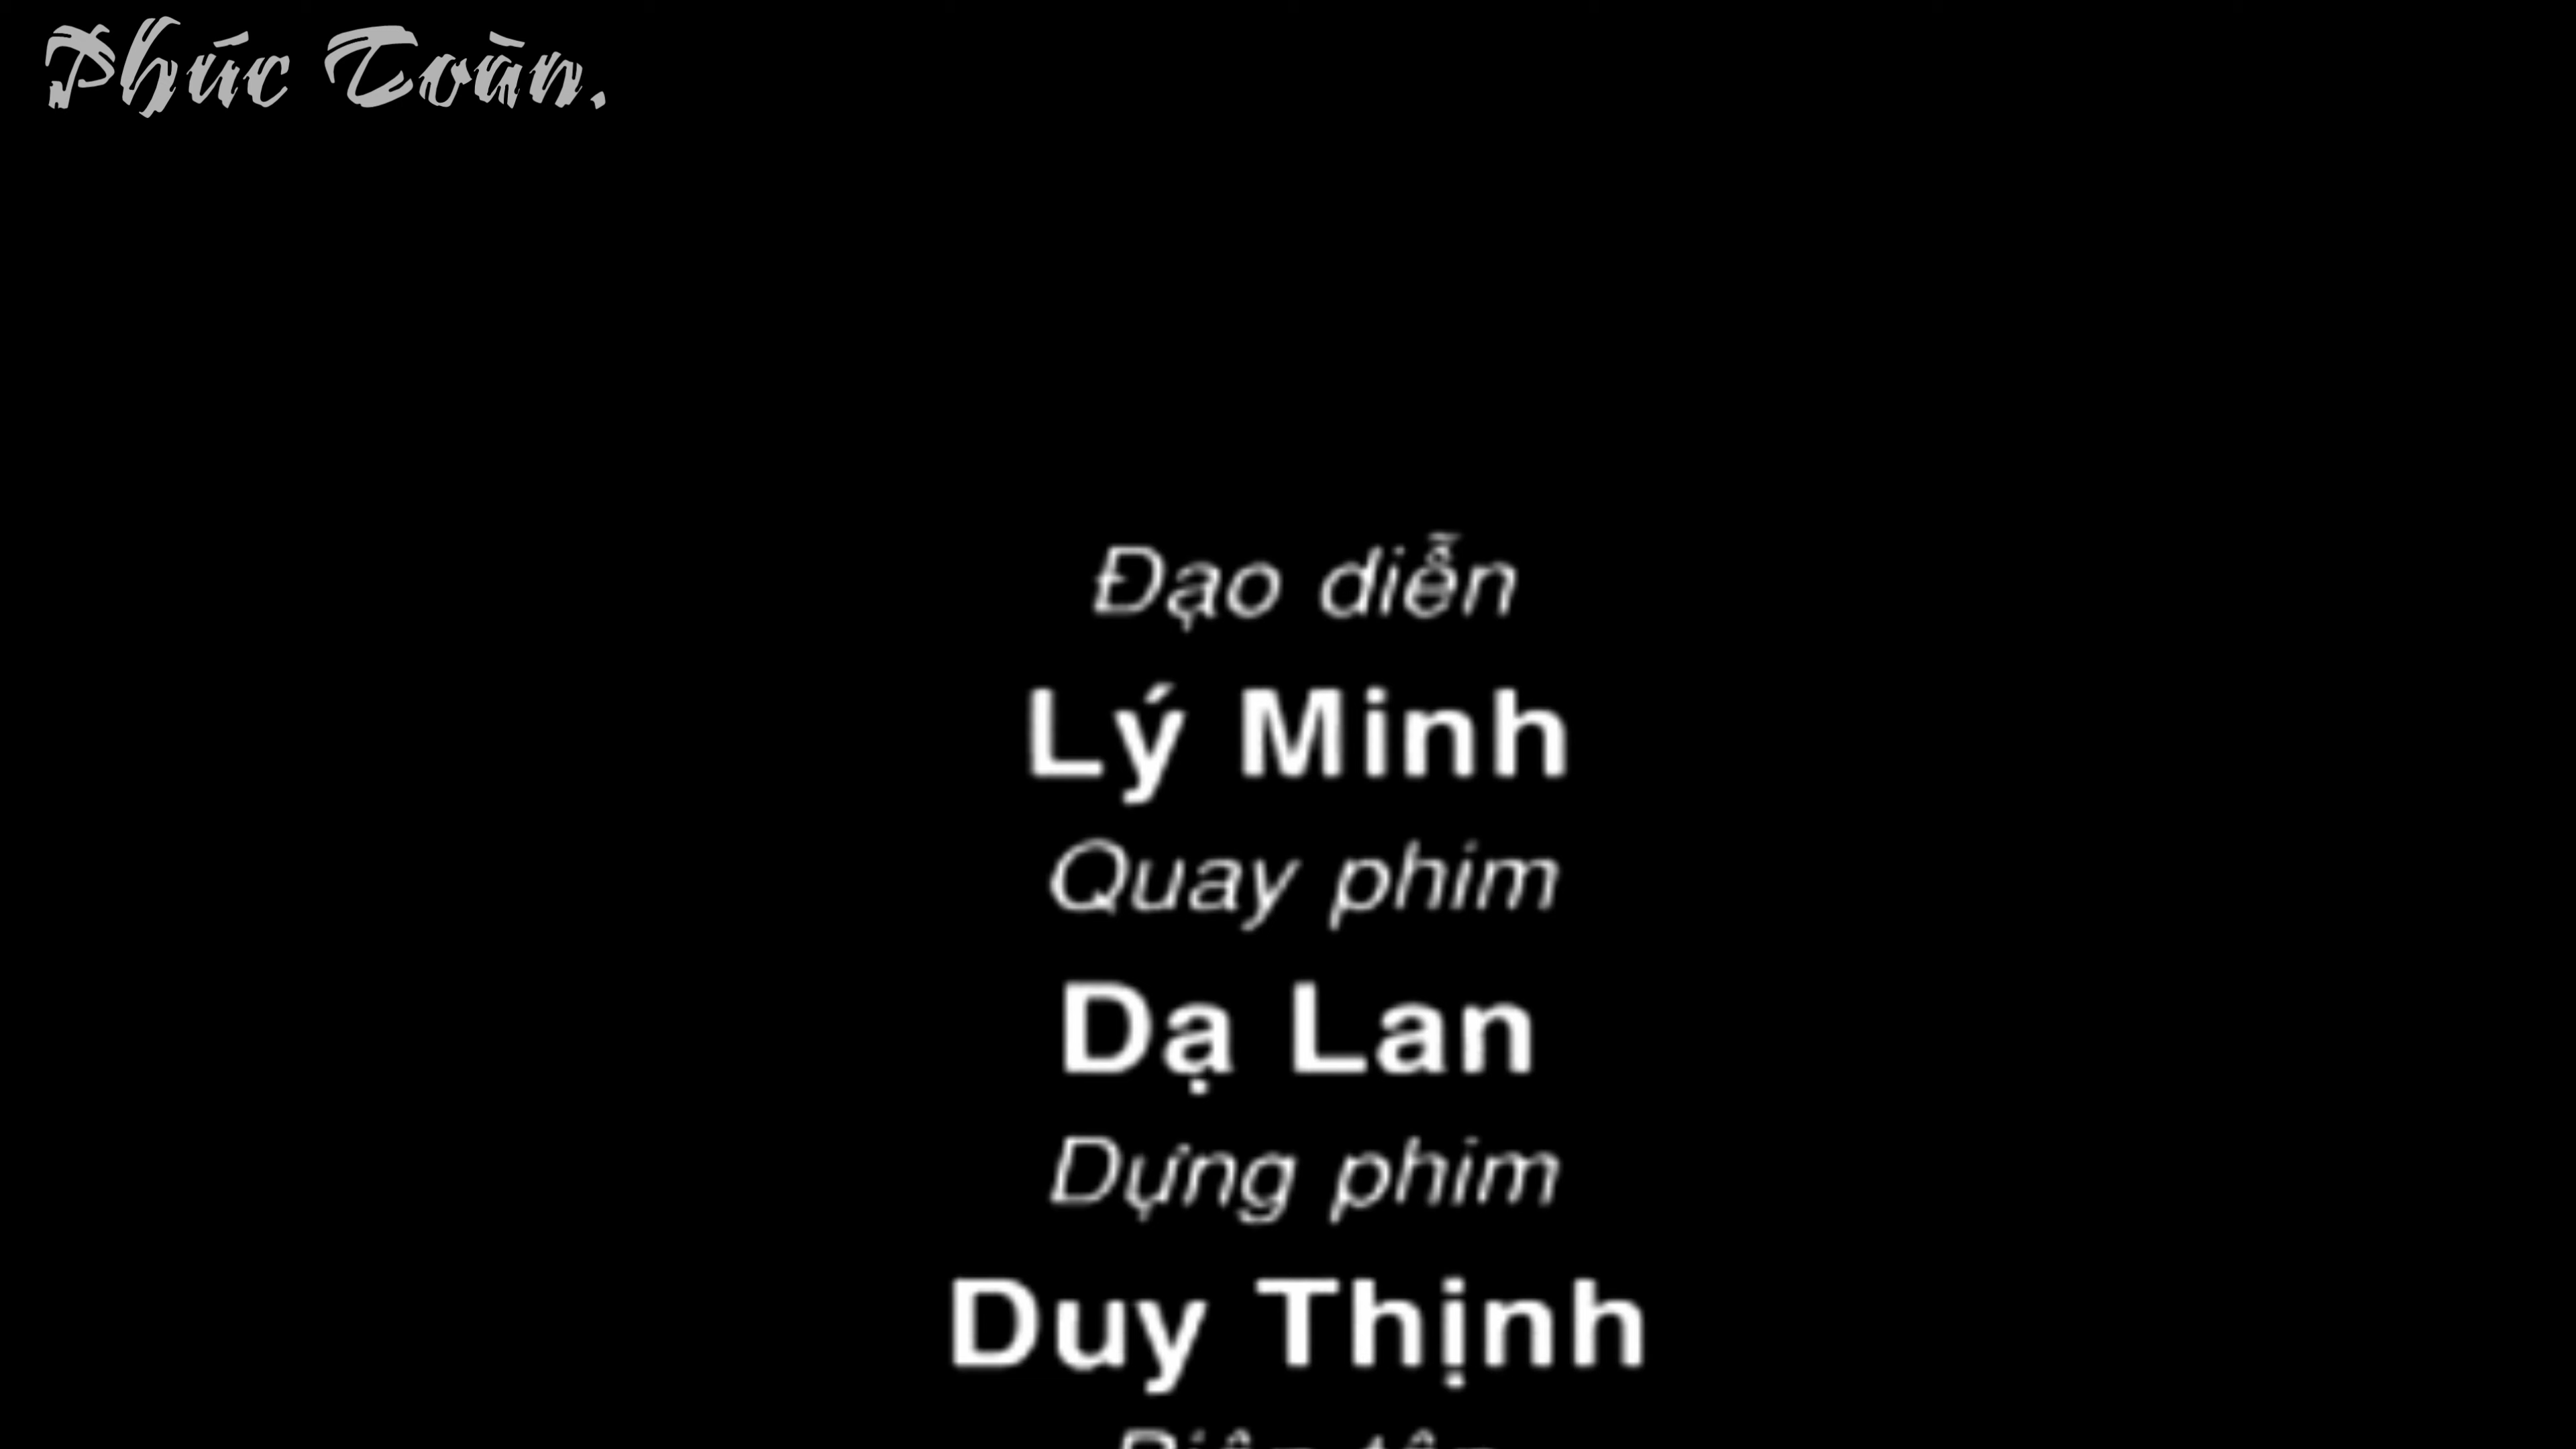 Phúc Toàn.
Đạo diễn
Lý Minh
Quay phim
Dạ Lan
Dựng phim
Duy Thịnh